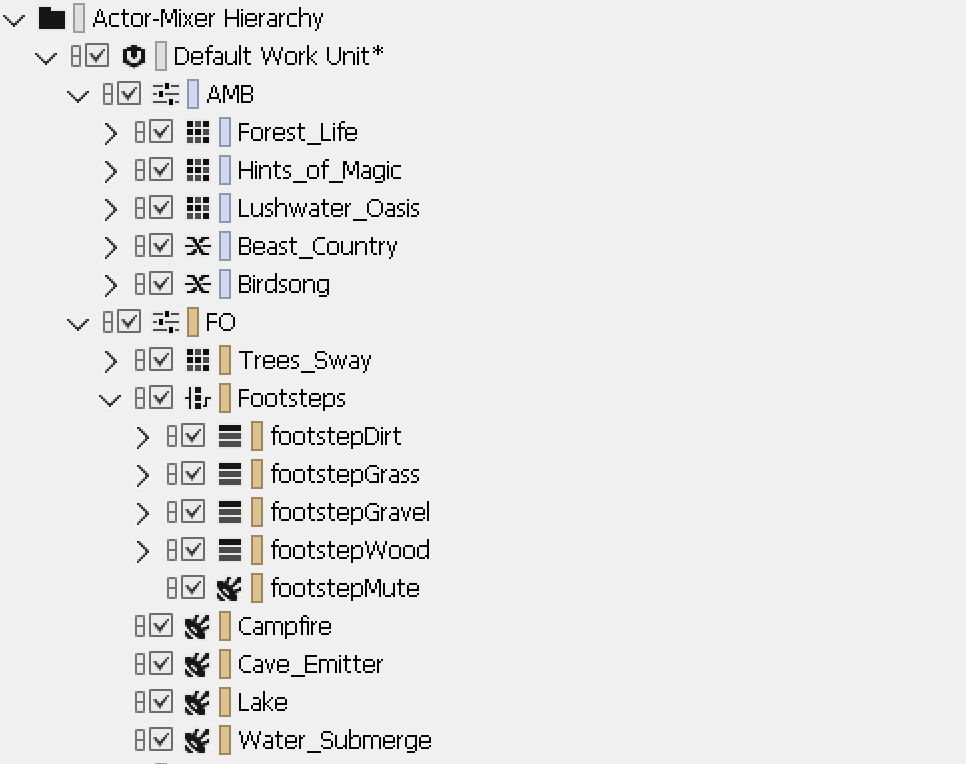 Actor-Mixer Hierarchy
Default Work Unit*
AMB
Forest_Life
Hints_of_Magic
Lushwater_Oasis
Beast_Country
Birdsong
FO
Trees_Sway
Footsteps
footstepDirt
footstepGrass
footstepGravel
footstepWood
footstepMute
Campfire
Cave_Emitter
Lake
Water_Submerge